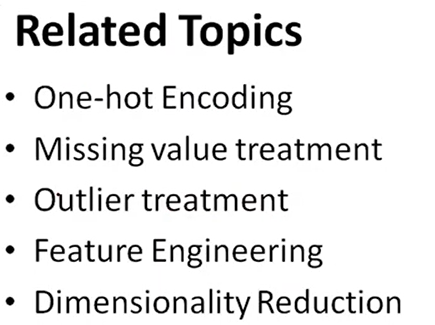 Related Topics
• One-hot Encoding
• Missing value treatment
• Outlier treatment
• Feature Engineering
• Dimensionality Reduction